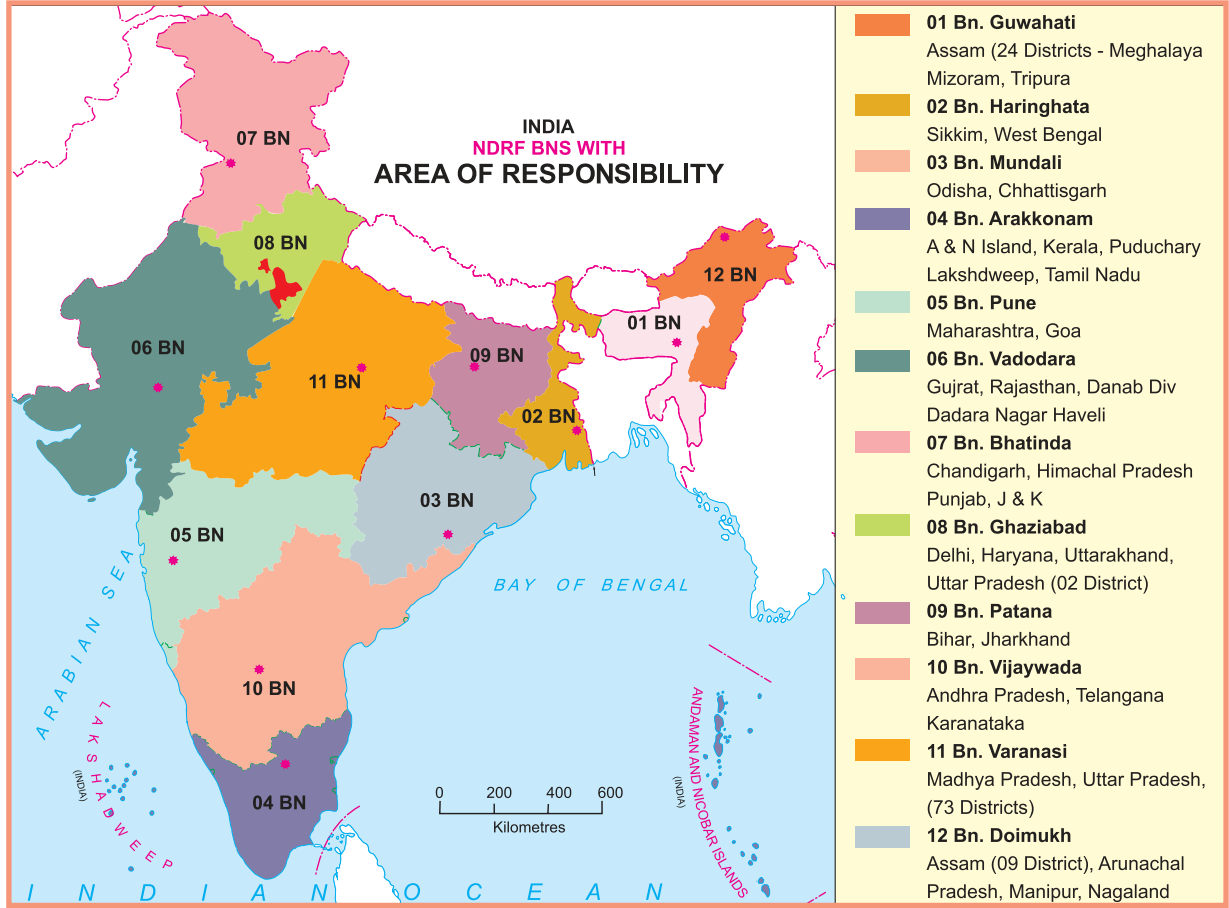 INDIA
NDRF BNS WITH
AREA OF RESPONSIBILITY
07 BN
08 BN
12 BN
01 BN
06 BN
09 BN
11 BN
02 BN
03 BN
05 BN
10 BN
04 BN
ARABIAN SEA
BAY OF BENGAL
LAKSHADWEEP
(INDIA)
ANDAMAN AND NICOBAR ISLANDS
(INDIA)
0 200 400 600
Kilometres
INDIAN OCEAN
01 Bn. Guwahati
Assam (24 Districts - Meghalaya
Mizoram, Tripura
02 Bn. Haringhata
Sikkim, West Bengal
03 Bn. Mundali
Odisha, Chhattisgarh
04 Bn. Arakkonam
A & N Island, Kerala, Puduchary
Lakshdweep, Tamil Nadu
05 Bn. Pune
Maharashtra, Goa
06 Bn. Vadodara
Gujrat, Rajasthan, Danab Div
Dadara Nagar Haveli
07 Bn. Bhatinda
Chandigarh, Himachal Pradesh
Punjab, J & K
08 Bn. Ghaziabad
Delhi, Haryana, Uttarakhand,
Uttar Pradesh (02 District)
09 Bn. Patana
Bihar, Jharkhand
10 Bn. Vijaywada
Andhra Pradesh, Telangana
Karanataka
11 Bn. Varanasi
Madhya Pradesh, Uttar Pradesh,
(73 Districts)
12 Bn. Doimukh
Assam (09 District), Arunachal
Pradesh, Manipur, Nagaland